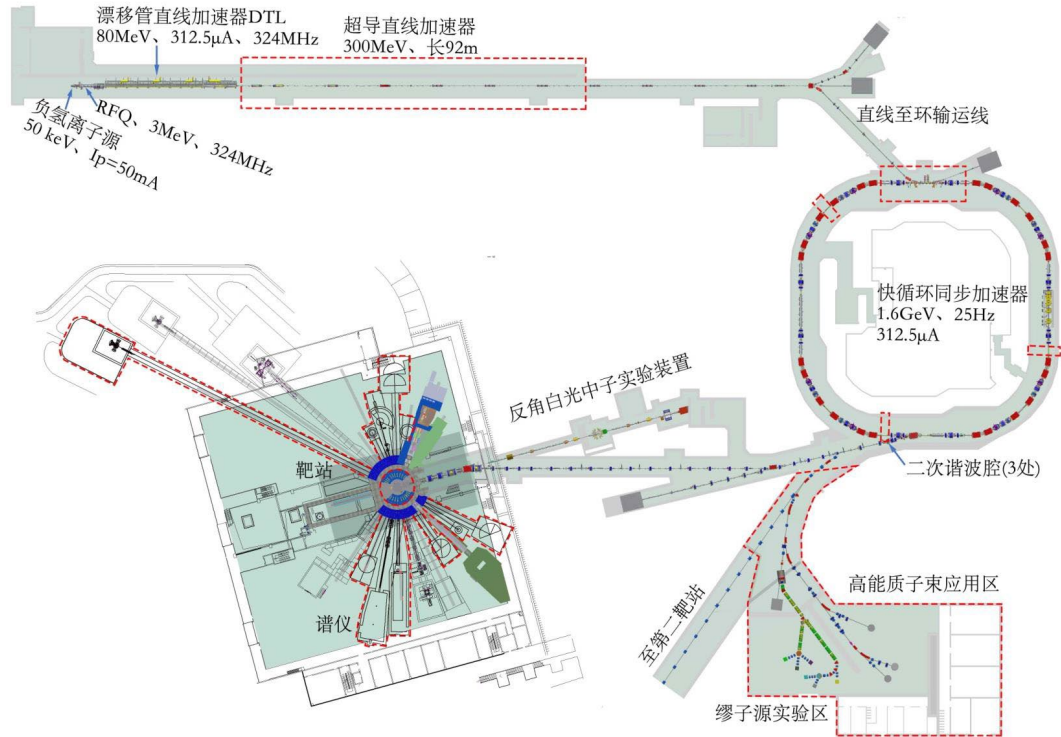 漂移管直线加速器DTL
80MeV、312.5μA、324MHz
超导直线加速器
300MeV、长92m
RFQ、3MeV、324MHz
负氢离子源
50 keV、Ip=50mA
直线至环输运线
快循环同步加速器
1.6GeV、25Hz
312.5μA
反角白光中子实验装置
靶站
二次谐波腔(3处)
谱仪
至第二靶站
高能质子束应用区
缪子源实验区